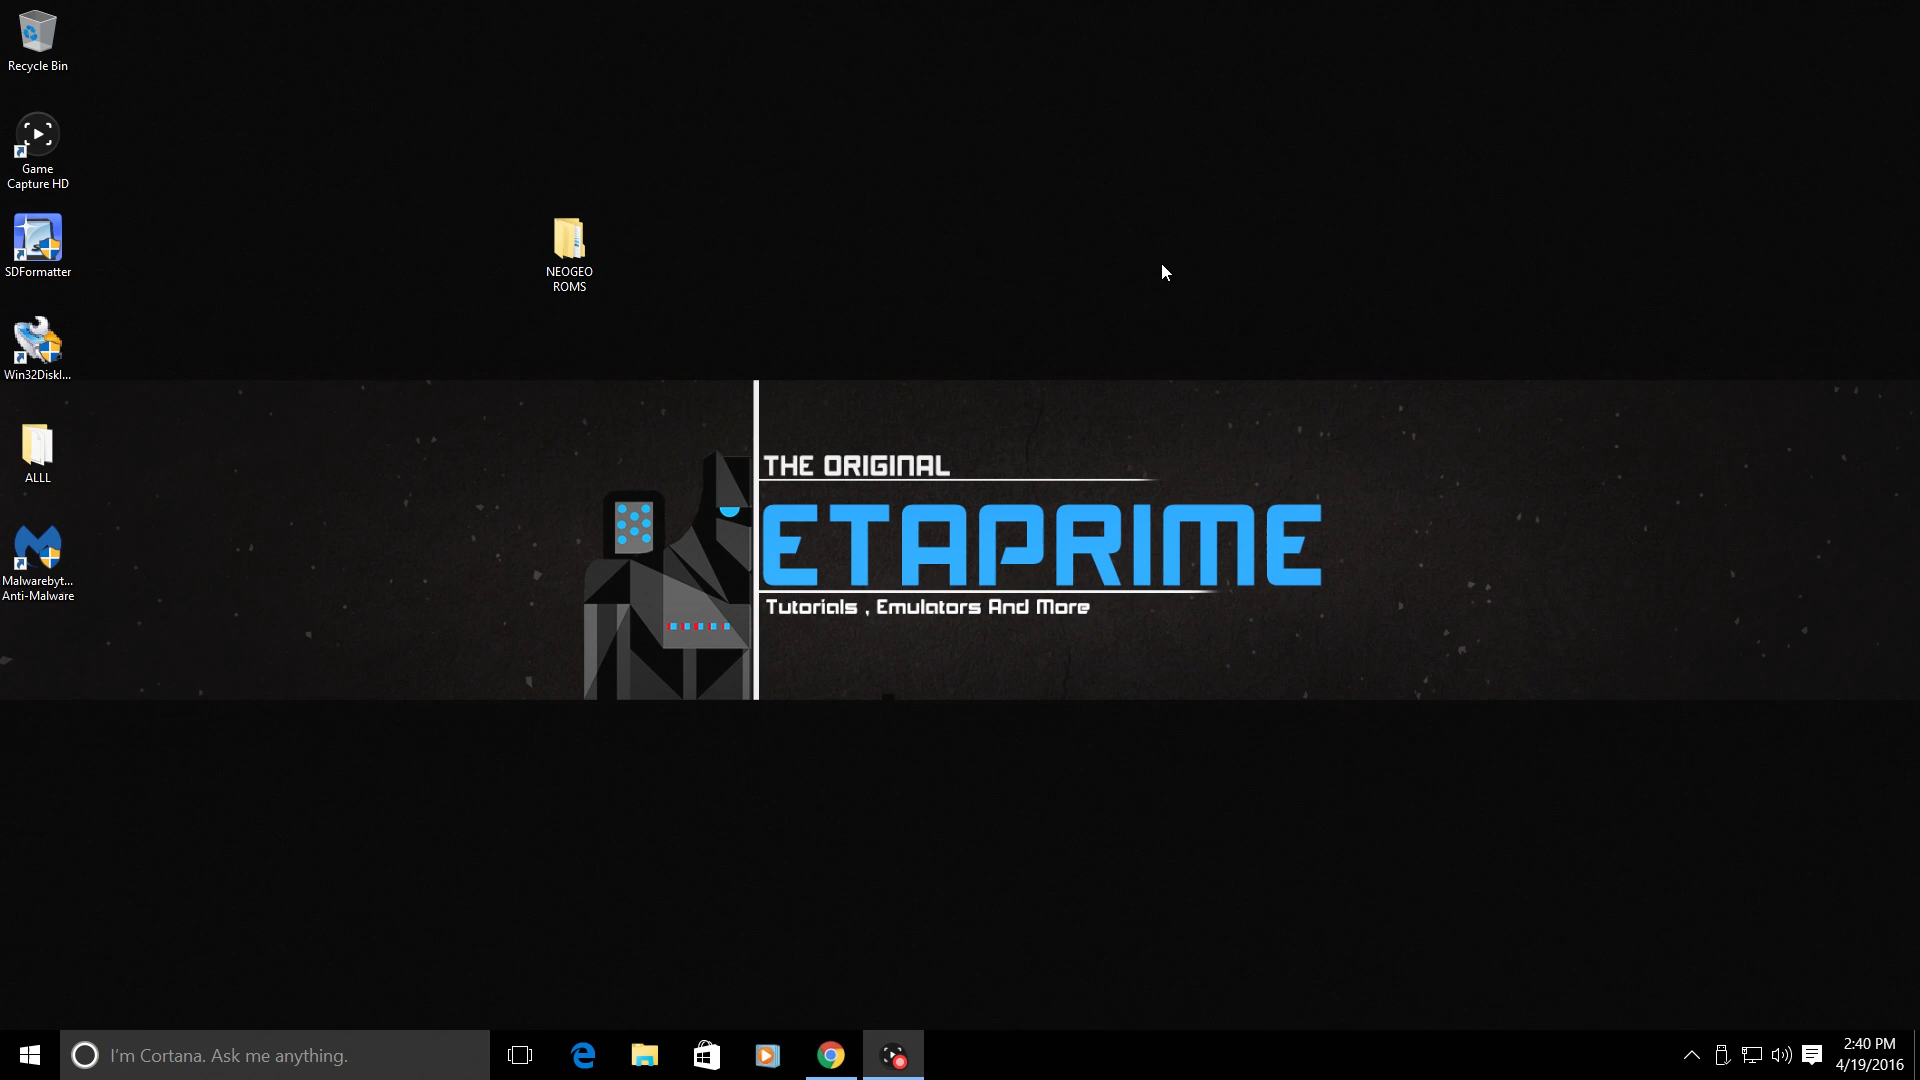 Recycle Bin
Game
Capture HD
SDFormatter
Win32DiskI...
ALLL
Malwarebyt...
Anti-Malware
NEOGEO
ROMS
THE ORIGINAL
ETAPRIME
Tutorials , Emulators And More
I'm Cortana. Ask me anything.
2:40 PM
4/19/2016